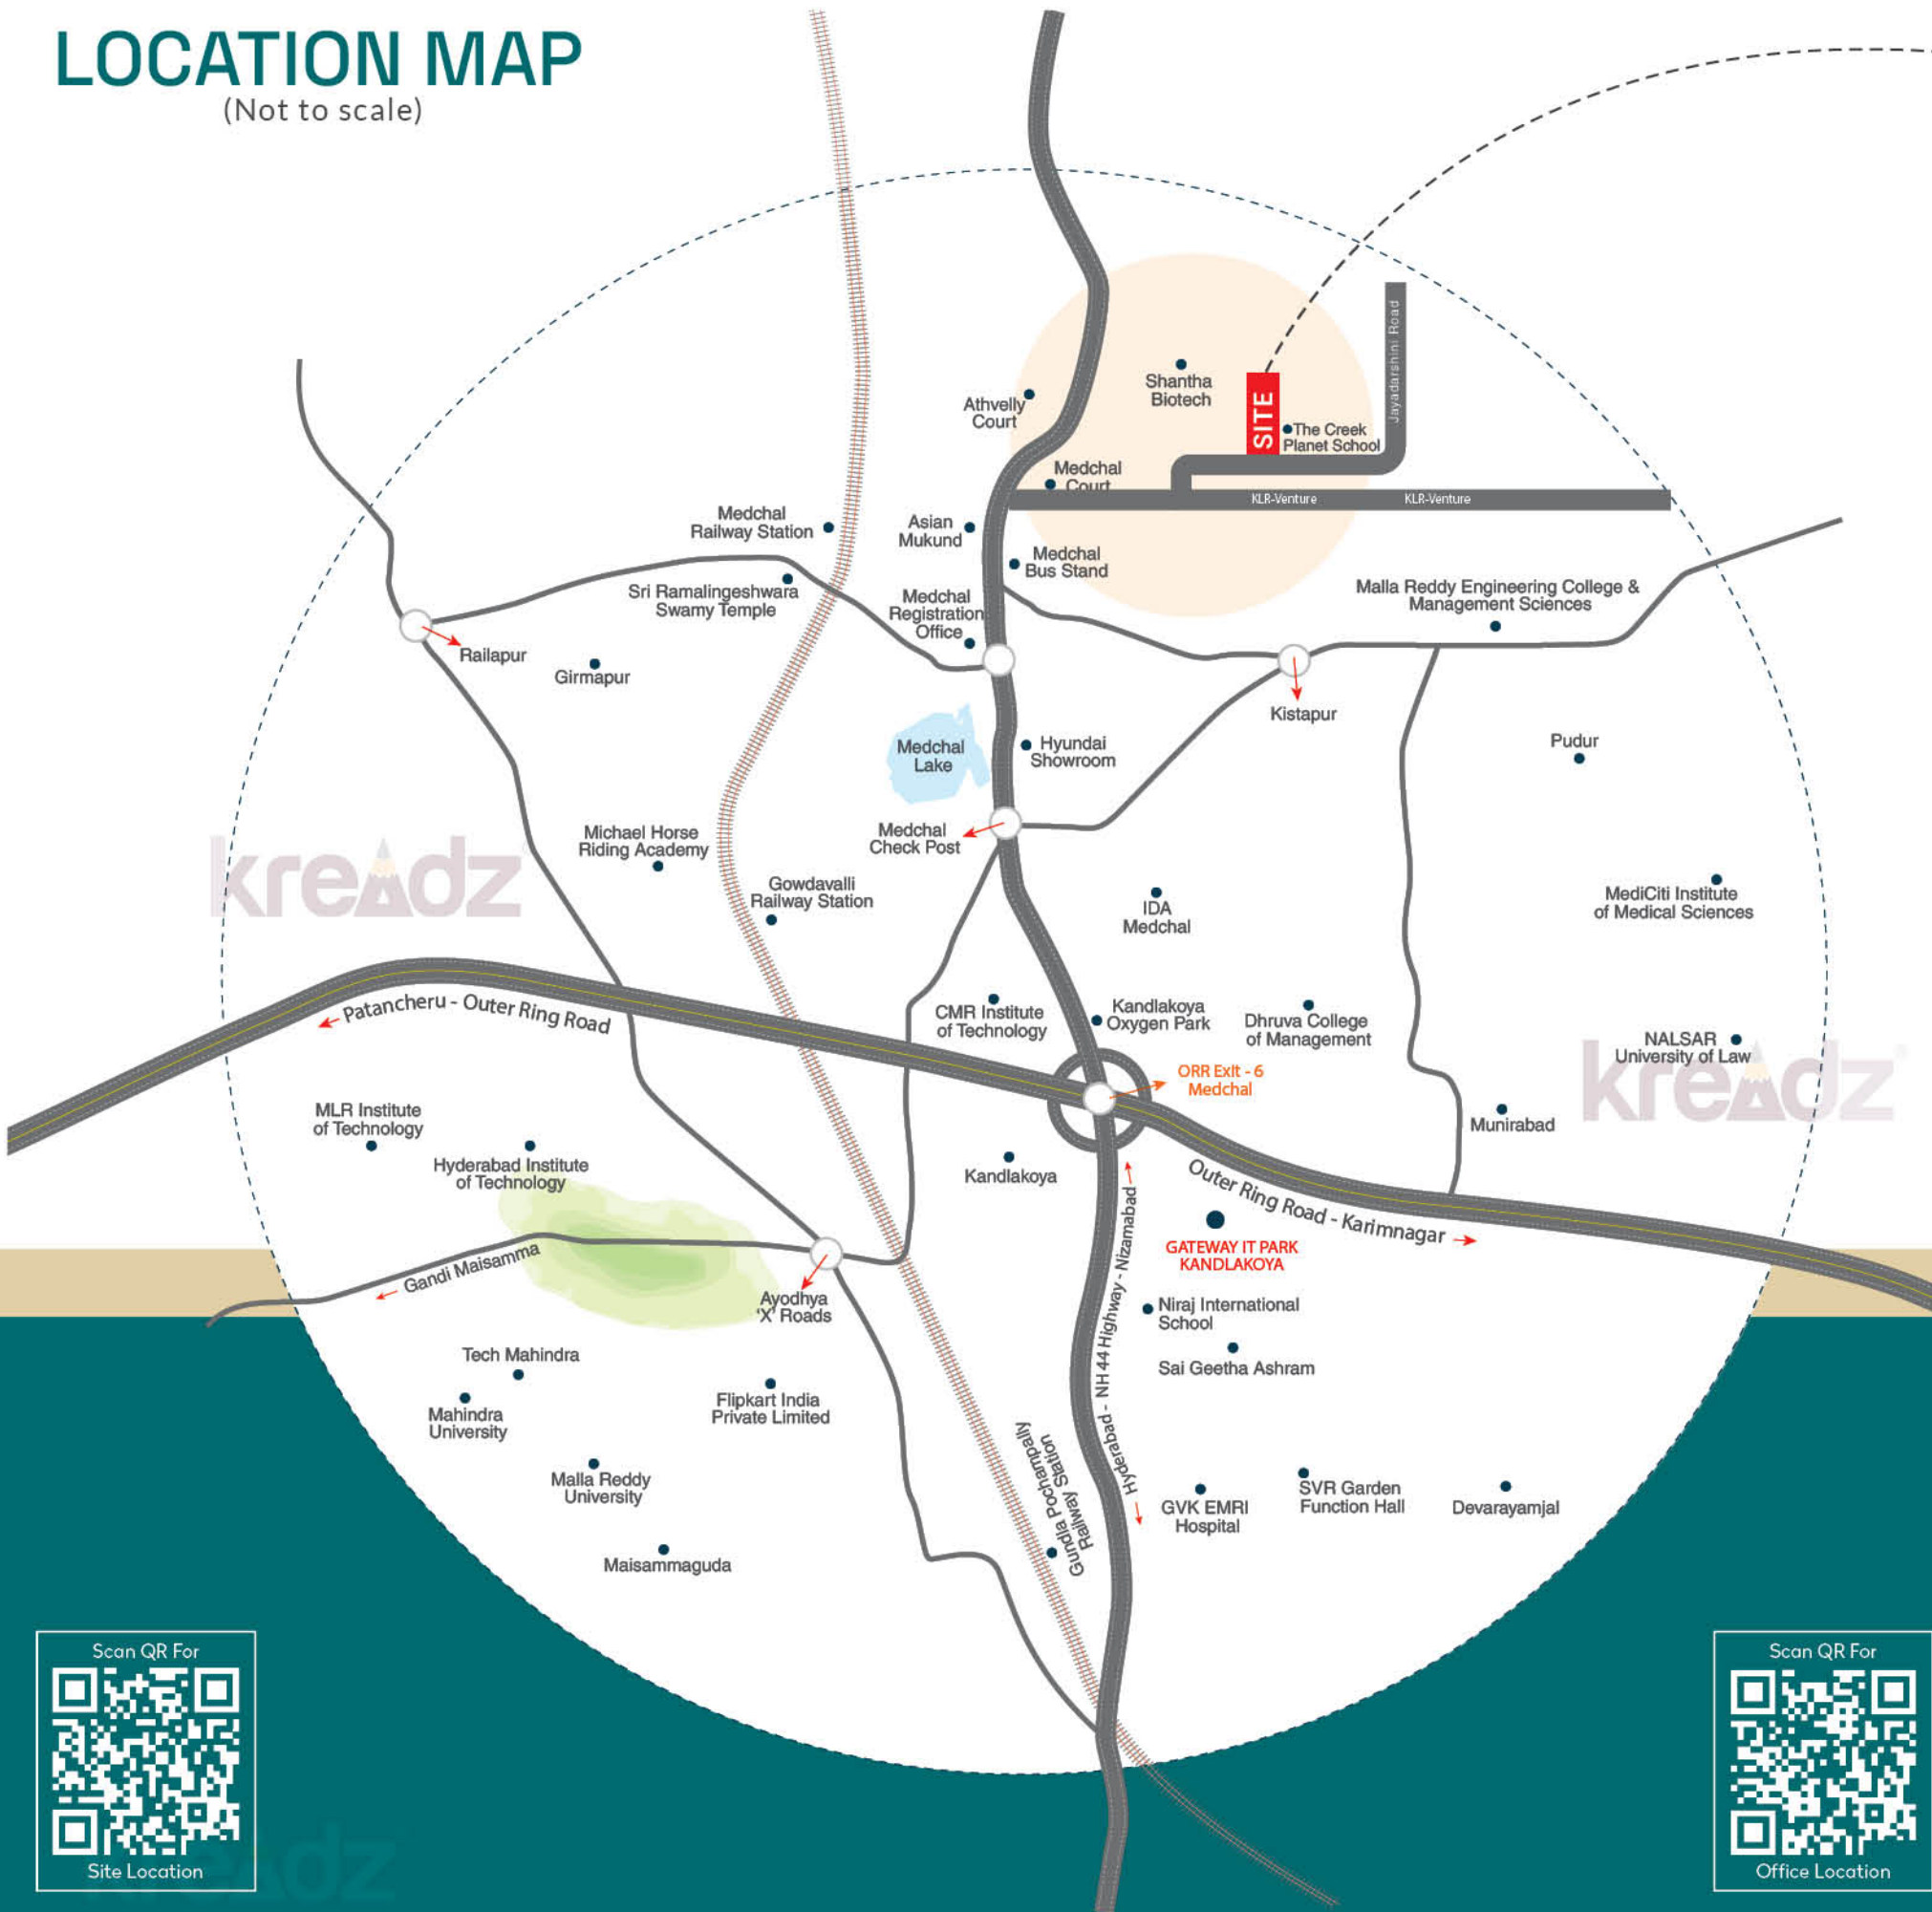 LOCATION MAP
(Not to scale)
Jayadarshini Road
Shantha
Biotech
SITE
Athvelly
Court
The Creek
Planet School
Medchal
Court
KLR-Venture
KLR-Venture
Medchal
Railway Station
Asian
Mukund
Medchal
Bus Stand
Sri Ramalingeshwara
Swamy Temple
Medchal
Registration
Office
Malla Reddy Engineering College &
Management Sciences
Railapur
Girmapur
Kistapur
Medchal
Lake
Hyundai
Showroom
Pudur
Michael Horse
Riding Academy
Medchal
Check Post
kreadz
Gowdavalli
Railway Station
IDA
Medchal
MediCiti Institute
of Medical Sciences
Patancheru - Outer Ring Road
CMR Institute
of Technology
Kandlakoya
Oxygen Park
Dhruva College
of Management
NALSAR
University of Law
kreadz
ORR Exit - 6
Medchal
MLR Institute
of Technology
Munirabad
Hyderabad Institute
of Technology
Kandlakoya
Outer Ring Road - Karimnagar
Hyderabad - NH 44 Highway - Nizamabad
GATEWAY IT PARK
KANDLAKOYA
Gandi Maisamma
Ayodhya
'X' Roads
Niraj International
School
Sai Geetha Ashram
Tech Mahindra
Mahindra
University
Flipkart India
Private Limited
Gundla Pochampally
Railway Station
Malla Reddy
University
GVK EMRI
Hospital
SVR Garden
Function Hall
Devarayamjal
Maisammaguda
Scan QR For
Site Location
Scan QR For
Office Location
kreadz